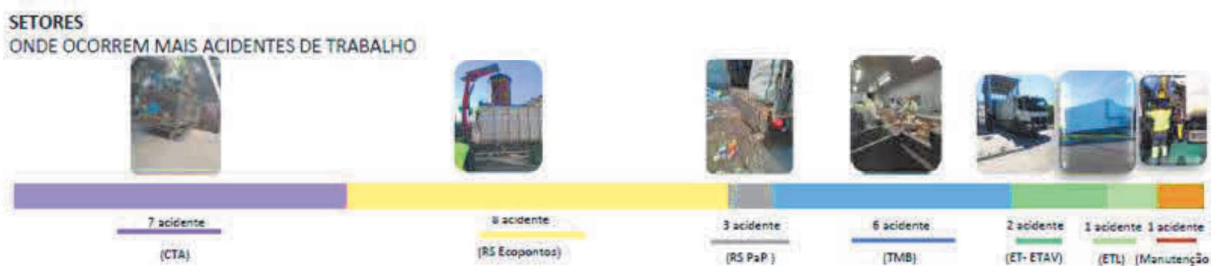 SETORES
ONDE OCORREM MAIS ACIDENTES DE TRABALHO
7 acidente
8 acidente
3 acidente
6 acidente
2 acidente
1 acidente
1 acidente
(CTA)
(RS Ecopontos)
(RS PaP )
(TMB)
(ET- ETAV)
(ETL)
(Manutenção